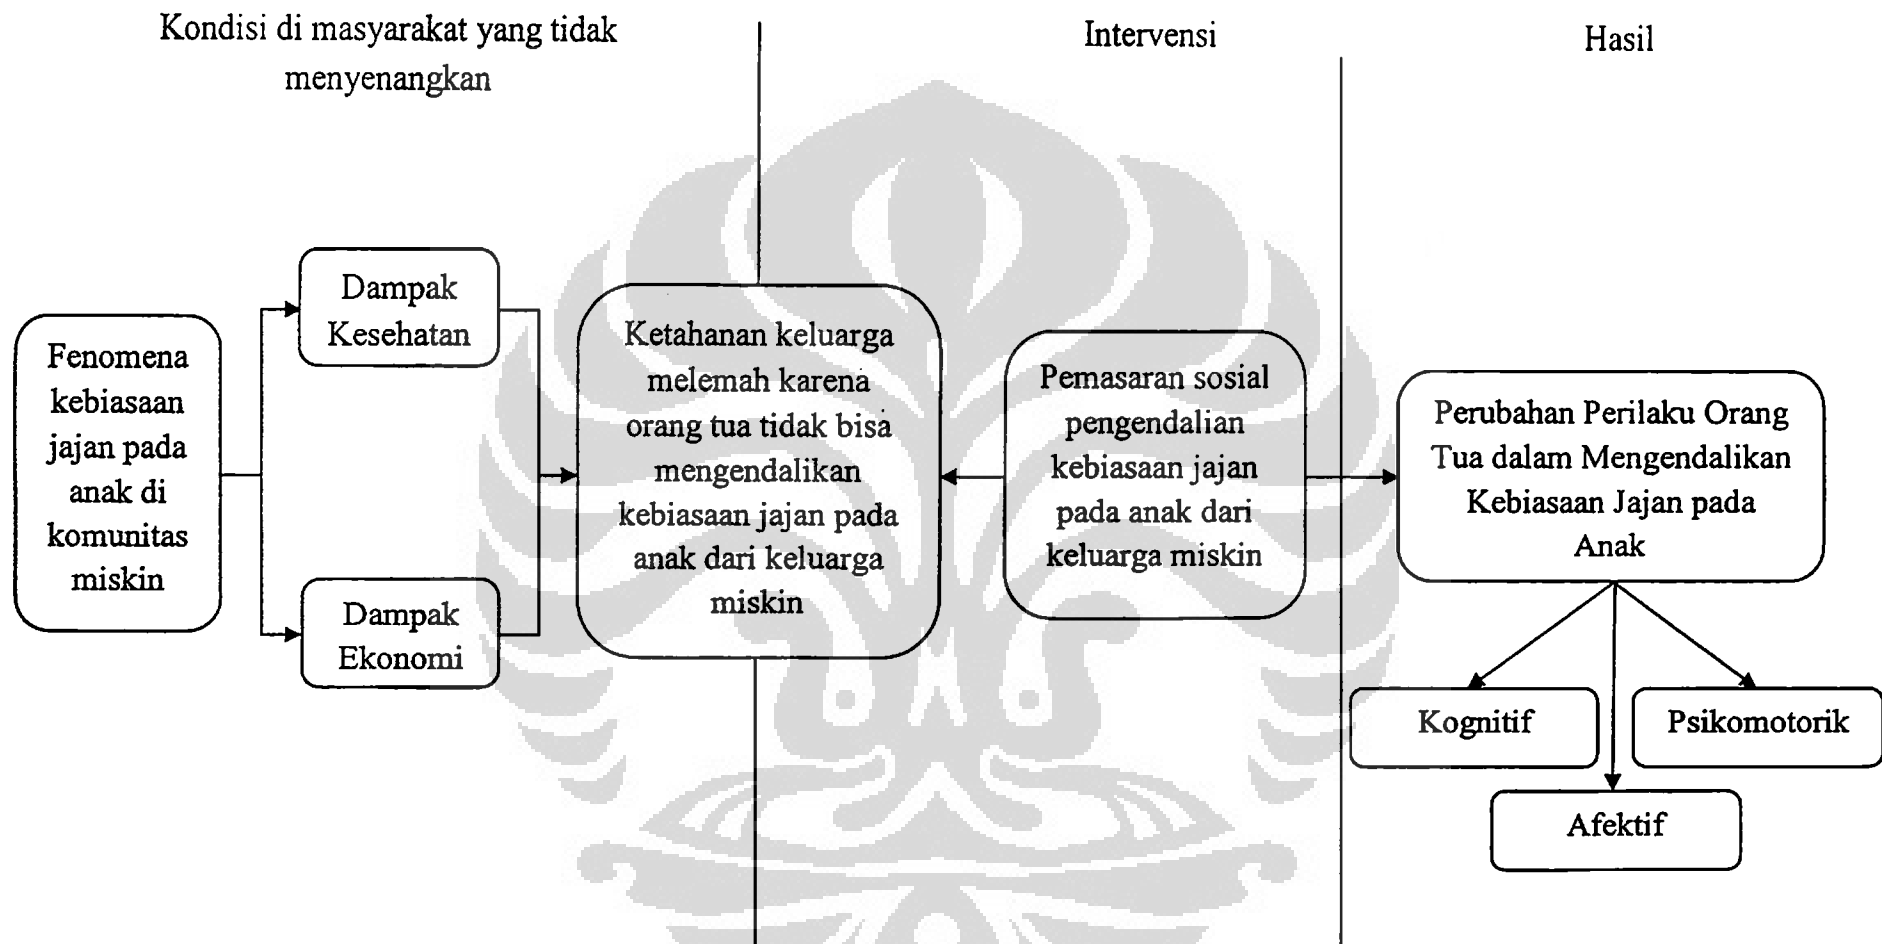 Kondisi di masyarakat yang tidak
menyenangkan
Intervensi
Hasil
Fenomena
kebiasaan
jajan pada
anak di
komunitas
miskin
Dampak
Kesehatan
Dampak
Ekonomi
Ketahanan keluarga
melemah karena
orang tua tidak bisa
mengendalikan
kebiasaan jajan pada
anak dari keluarga
miskin
Pemasaran sosial
pengendalian
kebiasaan jajan
pada anak dari
keluarga miskin
Perubahan Perilaku Orang
Tua dalam Mengendalikan
Kebiasaan Jajan pada
Anak
Kognitif
Psikomotorik
Afektif